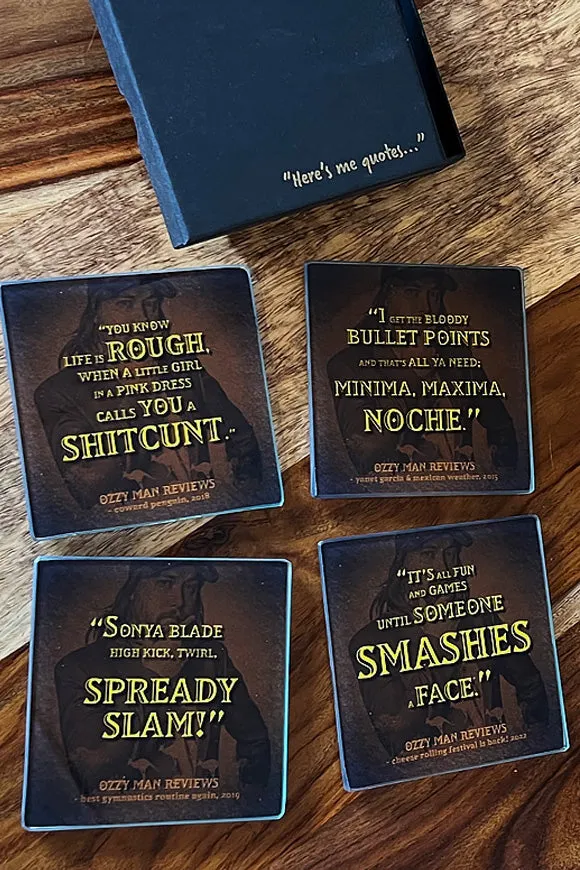 "Here's me quotes..."
"YOU KNOW
LIFE IS ROUGH,
WHEN A LITTLE GIRL
IN A PINK DRESS
CALLS YOU A
SHITCUNT."
OZZY MAN REVIEWS
- coward penguin, 2018
"I GET THE BLOODY
BULLET POINTS
AND THAT'S ALL YA NEED:
MINIMA, MAXIMA,
NOCHE."
OZZY MAN REVIEWS
- yanet garcia & mexican weather, 2015
"SONYA BLADE
HIGH KICK, TWIRL,
SPREADY
SLAM!"
OZZY MAN REVIEWS
- best gymnastics routine again, 2019
"IT'S ALL FUN
AND GAMES
UNTIL SOMEONE
SMASHES
A FACE."
OZZY MAN REVIEWS
- cheese rolling festival is back! 2022